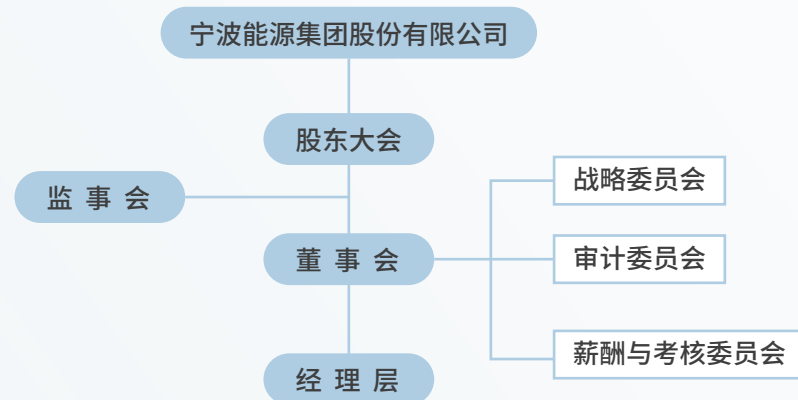 宁波能源集团股份有限公司
股东大会
监事会
董事会
经理层
战略委员会
审计委员会
薪酬与考核委员会